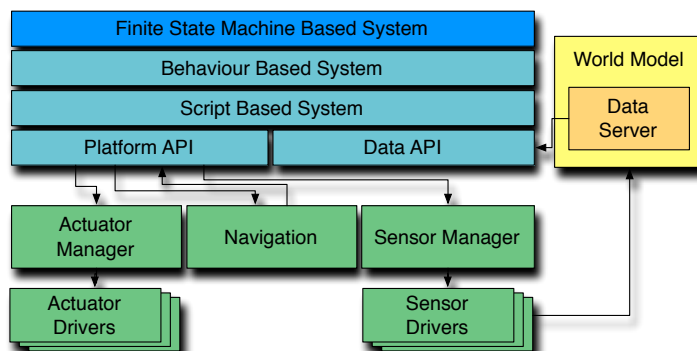 Finite State Machine Based System
Behaviour Based System
World Model
Script Based System
Data
Server
Platform API
Data API
Actuator
Manager
Navigation
Sensor Manager
Actuator
Drivers
Sensor
Drivers